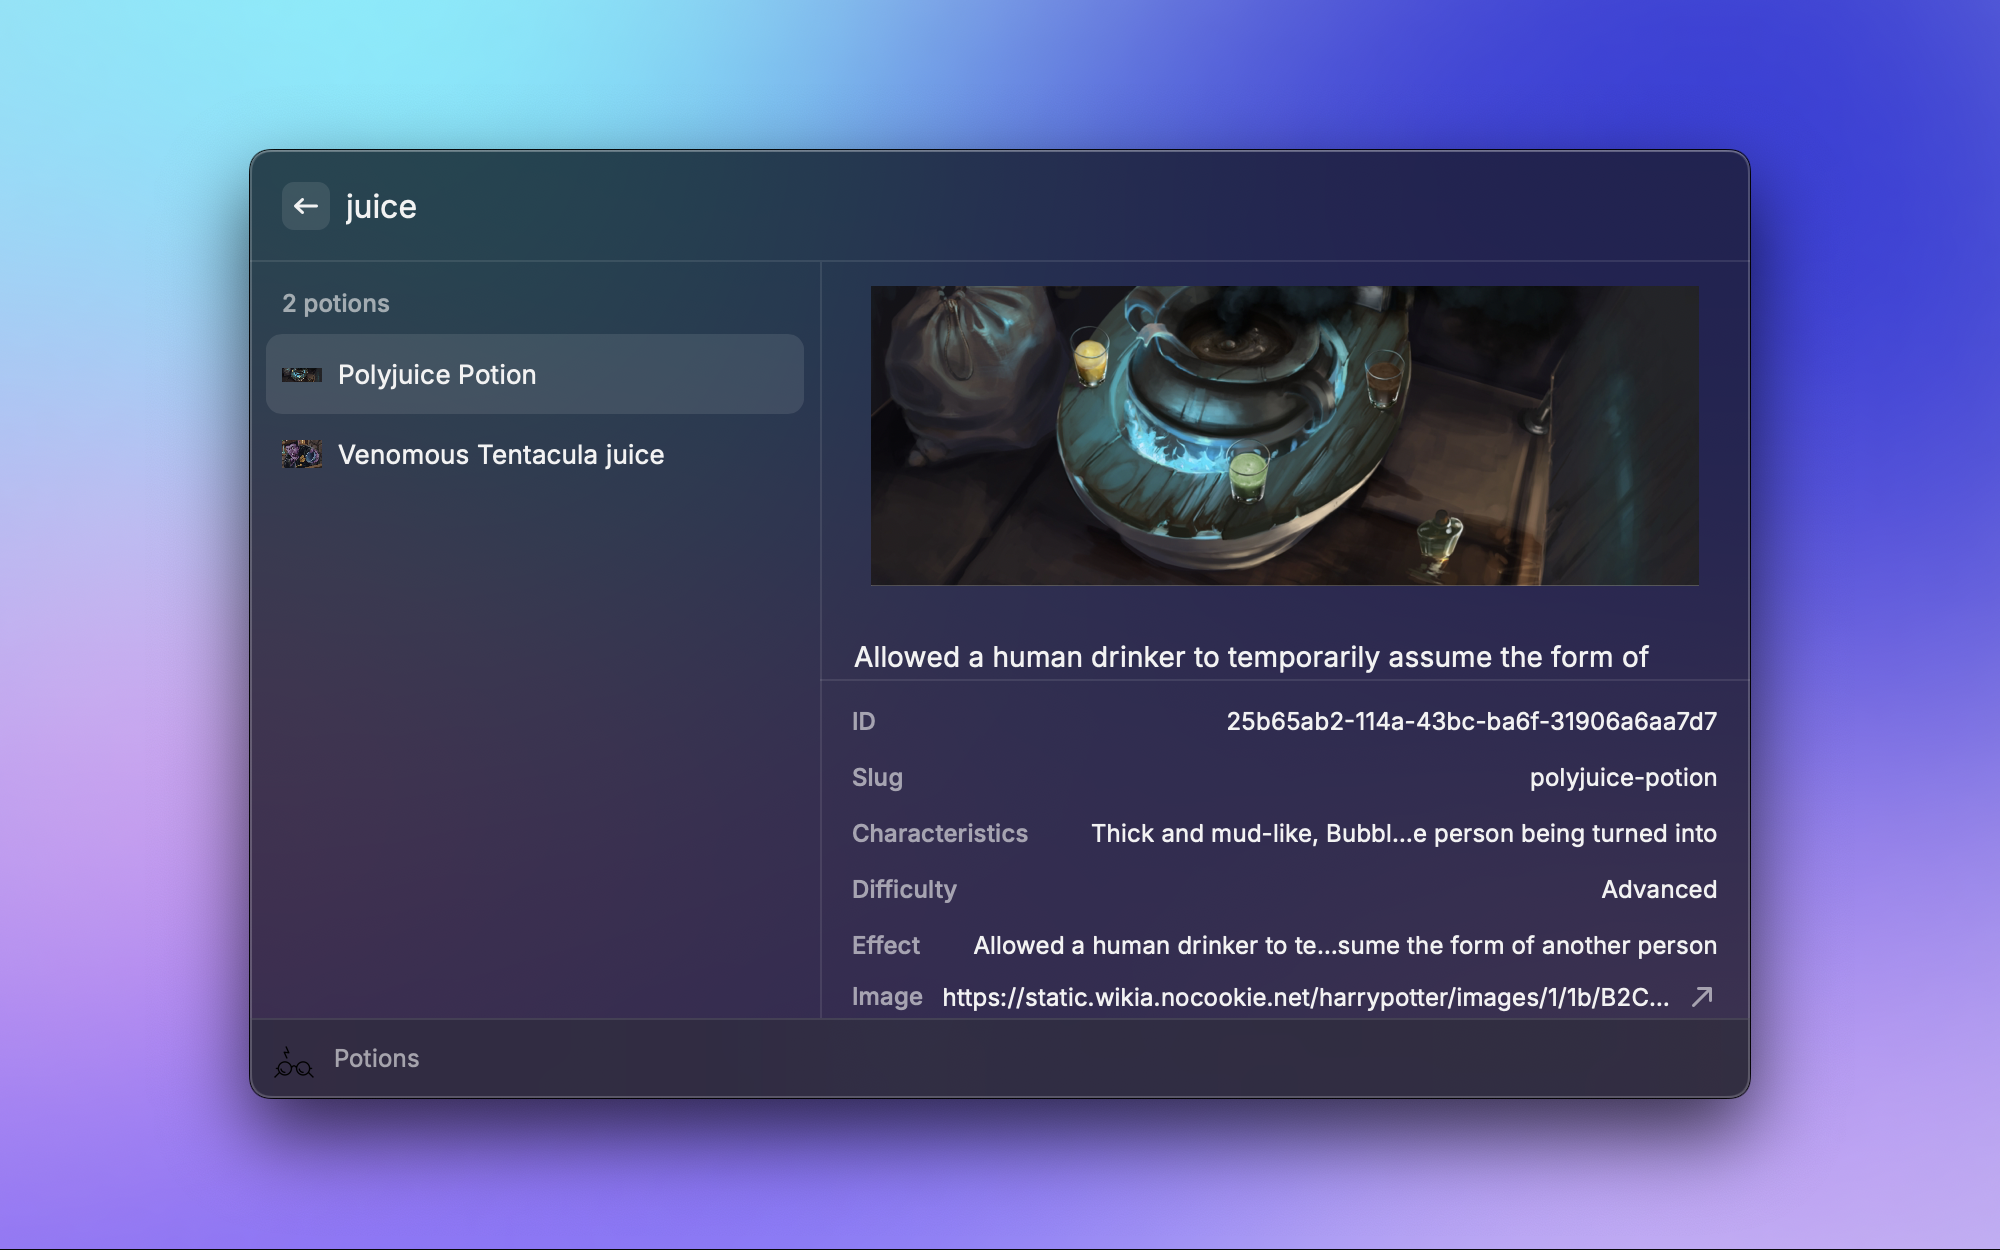 juice
2 potions
Polyjuice Potion
Venomous Tentacula juice
Allowed a human drinker to temporarily assume the form of
ID 25b65ab2-114a-43bc-ba6f-31906a6aa7d7
Slug polyjuice-potion
Characteristics Thick and mud-like, Bubbl...e person being turned into
Difficulty Advanced
Effect Allowed a human drinker to te...sume the form of another person
Image https://static.wikia.nocookie.net/harrypotter/images/1/1b/B2C...
Potions